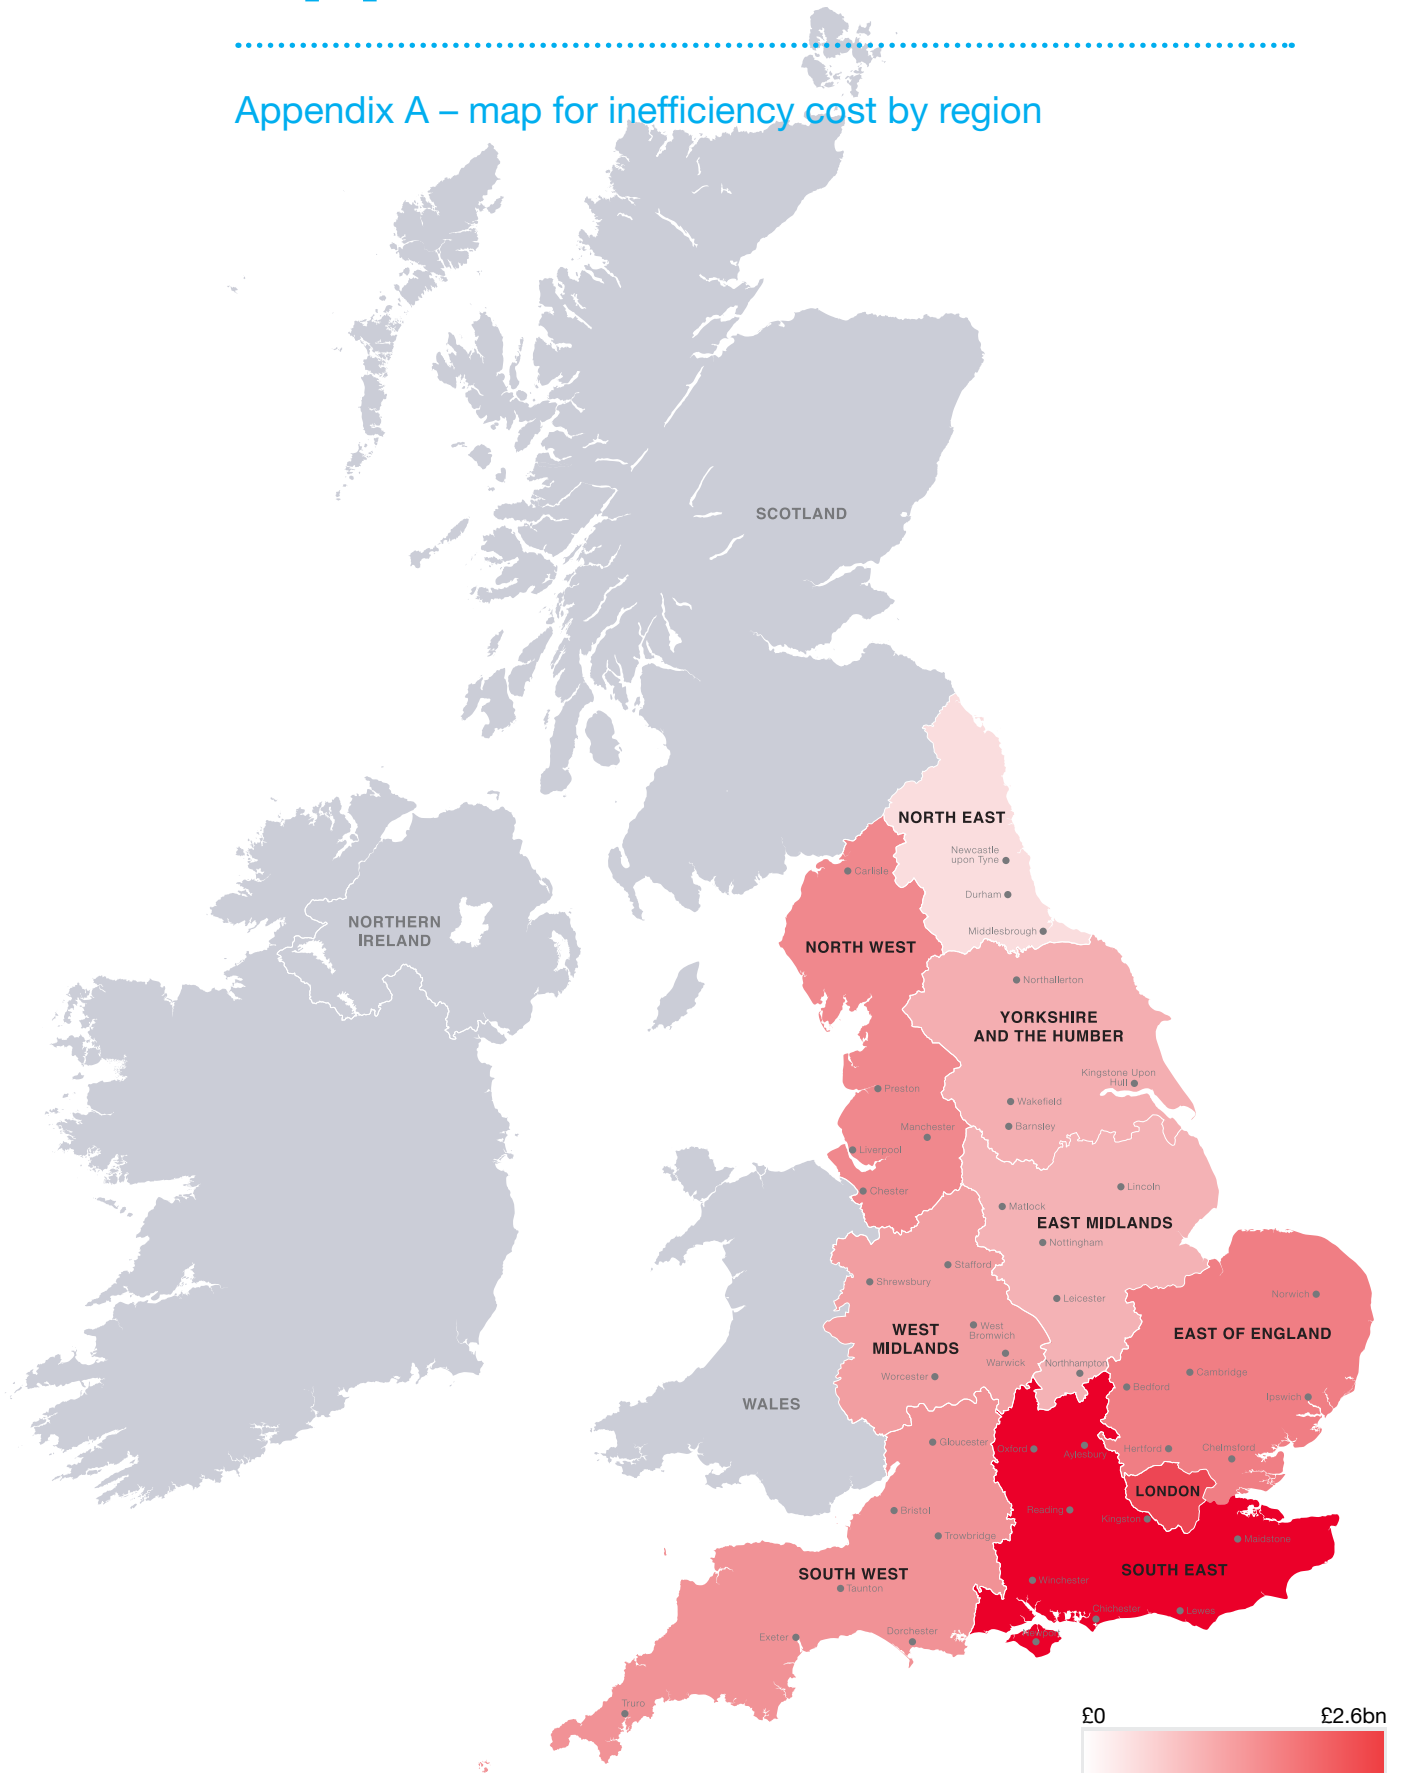 Appendix A – map for inefficiency cost by region
SCOTLAND
NORTH EAST
Newcastle
upon Tyne
Carlisle
Durham
NORTHERN
IRELAND
Middlesbrough
NORTH WEST
Northallerton
YORKSHIRE
AND THE HUMBER
Kingstone Upon
Hull
Preston
Wakefield
Manchester
Barnsley
Liverpool
Chester
Lincoln
Matlock
EAST MIDLANDS
Nottingham
Stafford
Shrewsbury
Norwich
Leicester
WEST
MIDLANDS
West
Bromwich
EAST OF ENGLAND
Warwick
Northhampton
Worcester
Cambridge
Bedford
Ipswich
WALES
Gloucester
Oxford
Aylesbury
Hertford
Chelmsford
LONDON
Bristol
Reading
Kingston
Trowbridge
Maidstone
SOUTH WEST
SOUTH EAST
Taunton
Winchester
Chichester
Lewes
Exeter
Dorchester
Newport
Truro
£0 £2.6bn